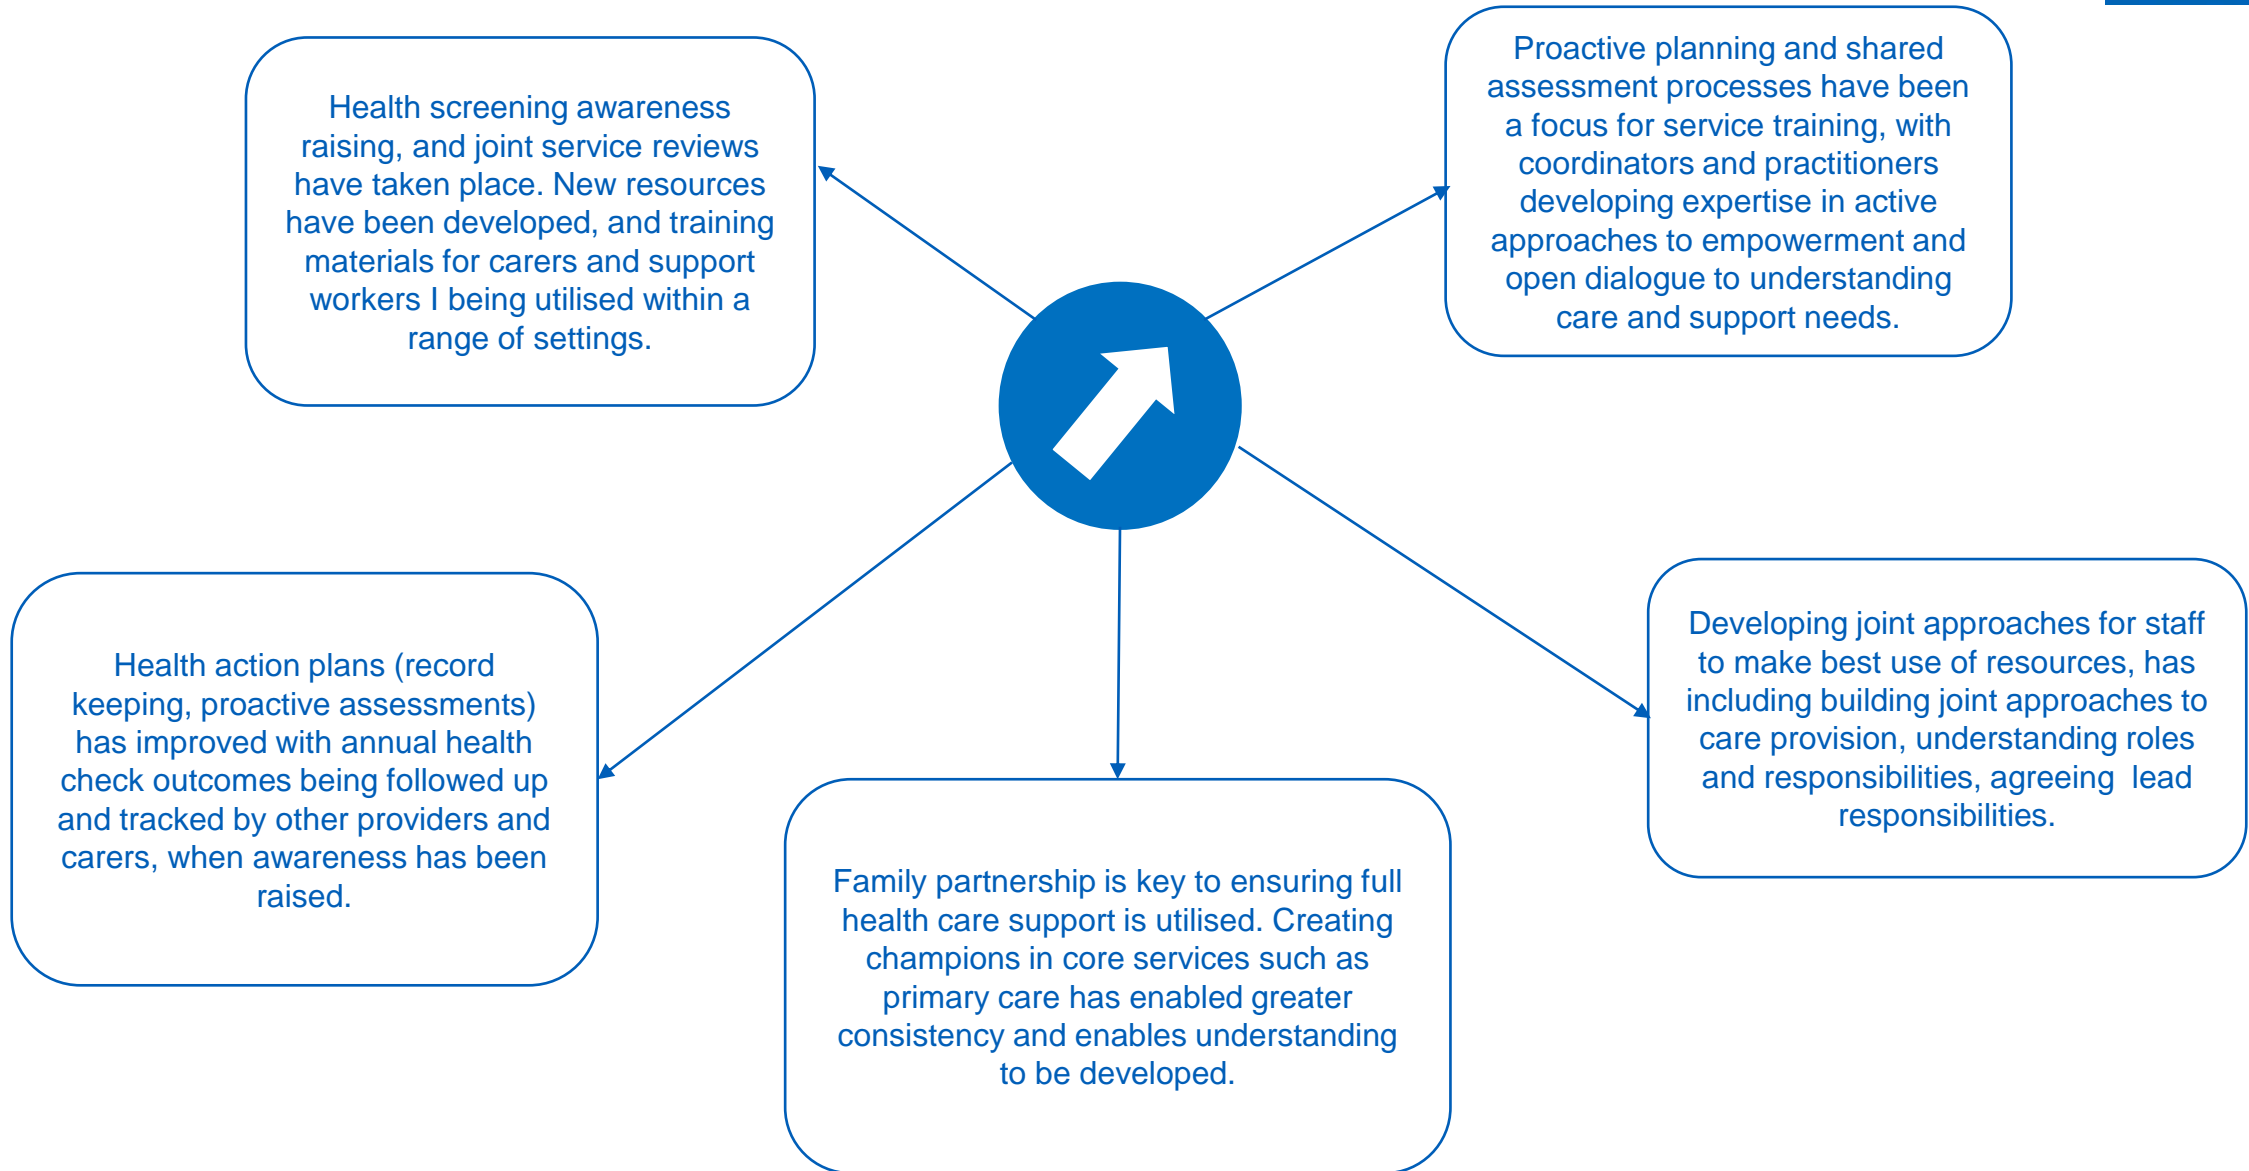 Health screening awareness
raising, and joint service reviews
have taken place. New resources
have been developed, and training
materials for carers and support
workers I being utilised within a
range of settings.
Proactive planning and shared
assessment processes have been
a focus for service training, with
coordinators and practitioners
developing expertise in active
approaches to empowerment and
open dialogue to understanding
care and support needs.
Health action plans (record
keeping, proactive assessments)
has improved with annual health
check outcomes being followed up
and tracked by other providers and
carers, when awareness has been
raised.
Family partnership is key to ensuring full
health care support is utilised. Creating
champions in core services such as
primary care has enabled greater
consistency and enables understanding
to be developed.
Developing joint approaches for staff
to make best use of resources, has
including building joint approaches to
care provision, understanding roles
and responsibilities, agreeing  lead
responsibilities.